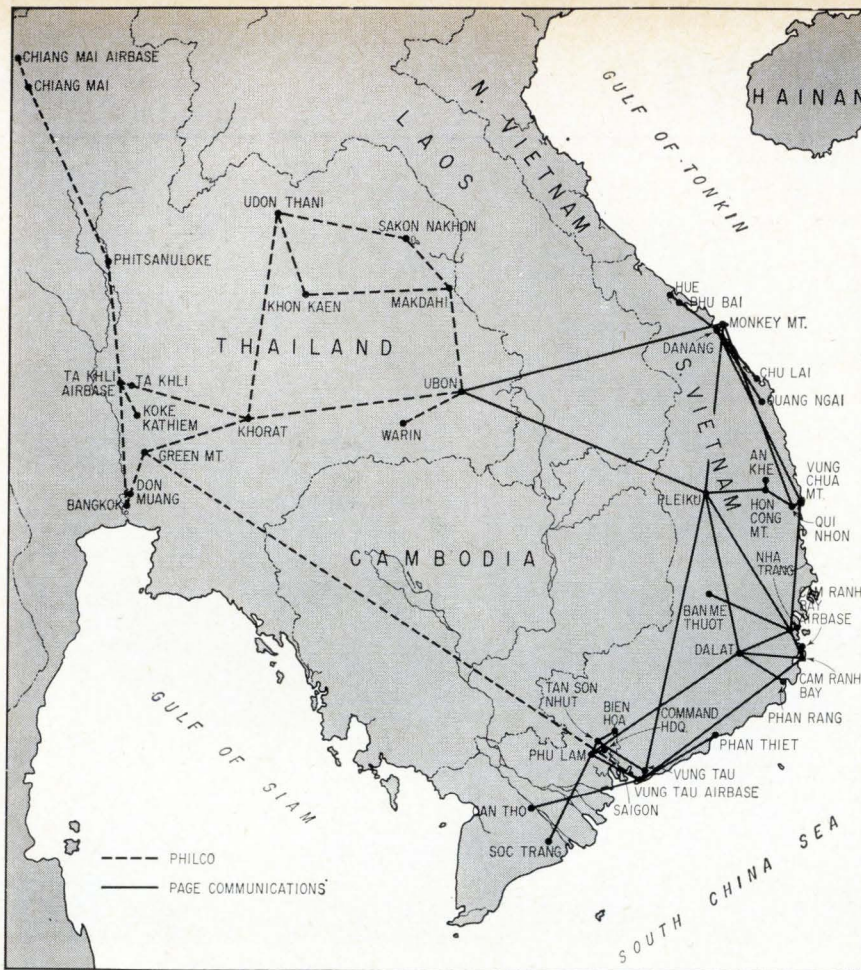 CHIANG MAI AIRBASE
CHIANG MAI
N. VIETNAM
LAOS
GULF OF TONKIN
HAINAN
UDON THANI
SAKON NAKHON
PHITSANULOKE
KHON KAEN
MAKDAHI
HUE
PHU BAI
MONKEY MT.
DANANG
THAILAND
TA KHLI
AIRBASE
TA KHLI
UBON
CHU LAI
QUANG NGAI
KOKE
KATHIEM
KHORAT
WARIN
S VIETNAM
GREEN MT.
AN
KHE
VUNG
CHUA
MT.
DON
MUANG
BANGKOK
PLEIKU
HON
CONG
MT.
QUI
NHON
CAMBODIA
NHA
TRANG
CAM RANH
BAY
AIRBASE
BANME
THUOT
DALAT
CAM RANH
BAY
GULF OF SIAM
TAN SON
NHUT
BIEN
HOA
COMMAND
HDQ.
PHAN RANG
PHAN THIET
PHU LAM
VUNG TAU
VUNG TAU AIRBASE
SAIGON
CAN THO
SOC TRANG
PHILCO
PAGE COMMUNICATIONS
SOUTH CHINA SEA